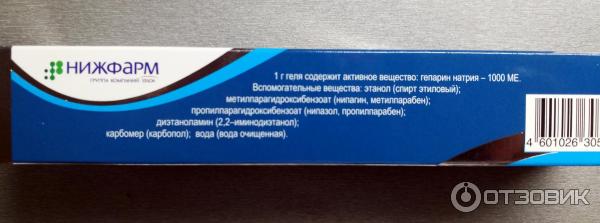 НИЖФАРМ
ГРУППА КОМПАНИЙ ШТАДА
1 г геля содержит активное вещество: гепарин натрия – 1000 МЕ.
Вспомогательные вещества: этанол (спирт этиловый);
метилпарагидроксибензоат (нипагин, метилпарабен);
пропилпарагидроксибензоат (нипазол, пропилпарабен);
диэтаноламин (2,2–иминодиэтанол);
карбомер (карбопол); вода (вода очищенная).
4 601026 305
ОТЗОВИК